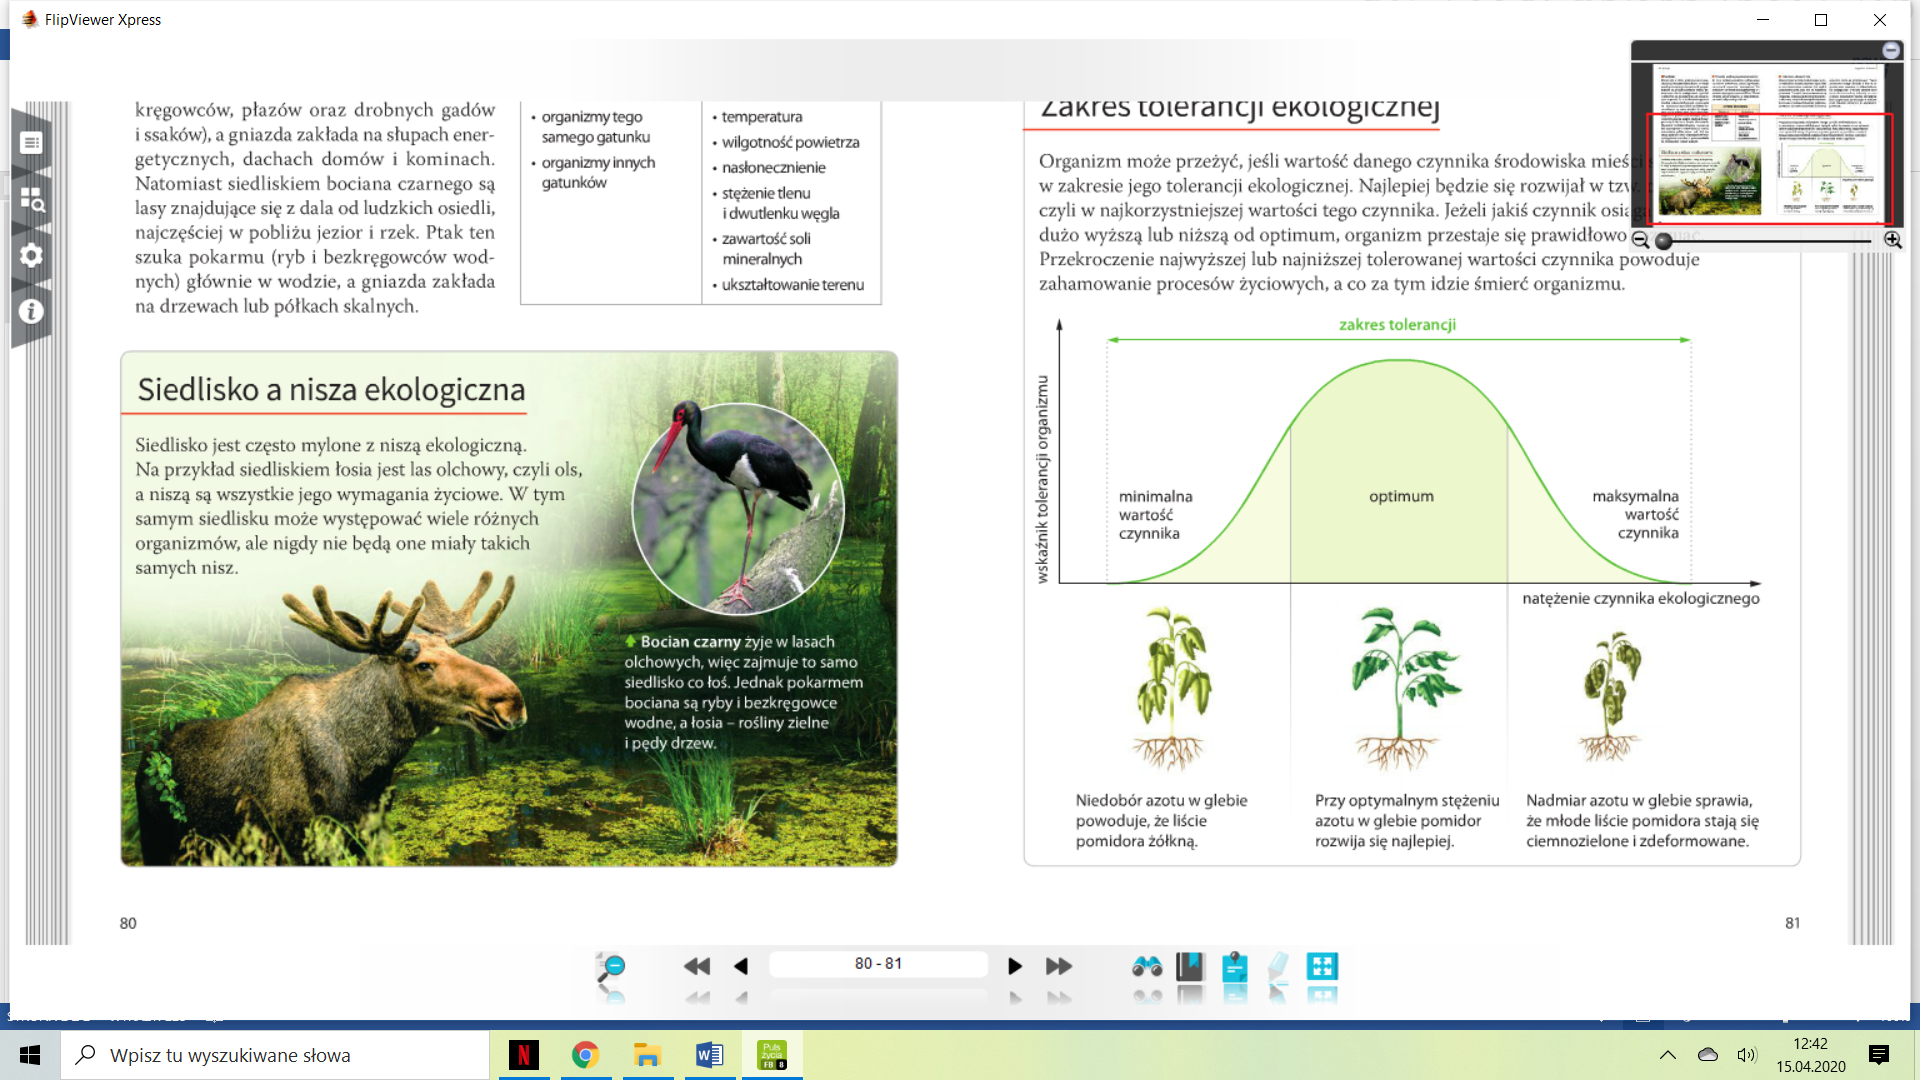 FlipViewer Xpress
kręgowców, płazów oraz drobnych gadów
i ssaków), a gniazda zakłada na słupach ener-
getycznych, dachach domów i kominach.
Natomiast siedliskiem bociana czarnego są
lasy znajdujące się z dala od ludzkich osiedli,
najczęściej w pobliżu jezior i rzek. Ptak ten
szuka pokarmu (ryb i bezkręgowców wod-
nych) głównie w wodzie, a gniazda zakłada
na drzewach lub półkach skalnych.
• organizmy tego
samego gatunku
• organizmy innych
gatunków
• temperatura
• wilgotność powietrza
• nasłonecznienie
• stężenie tlenu
i dwutlenku węgla
• zawartość soli
mineralnych
• ukształtowanie terenu
Siedlisko a nisza ekologiczna
Siedlisko jest często mylone z niszą ekologiczną.
Na przykład siedliskiem łosia jest las olchowy, czyli ols,
a niszą są wszystkie jego wymagania życiowe. W tym
samym siedlisku może występować wiele różnych
organizmów, ale nigdy nie będą one miały takich
samych nisz.
Bocian czarny żyje w lasach
olchowych, więc zajmuje to samo
siedlisko co łoś. Jednak pokarmem
bociana są ryby i bezkręgowce
wodne, a łosia – rośliny zielne
i pędy drzew.
80
Zakres tolerancji ekologicznej
Organizm może przeżyć, jeśli wartość danego czynnika środowiska mieści
w zakresie jego tolerancji ekologicznej. Najlepiej będzie się rozwijał w tzw.
czyli w najkorzystniejszej wartości tego czynnika. Jeżeli jakiś czynnik osiąga
dużo wyższą lub niższą od optimum, organizm przestaje się prawidłowo
Przekroczenie najwyższej lub najniższej tolerowanej wartości czynnika powoduje
zahamowanie procesów życiowych, a co za tym idzie śmierć organizmu.
zakres tolerancji
wskaźnik tolerancji organizmu
minimalna
wartość
czynnika
optimum
maksymalna
wartość
czynnika
natężenie czynnika ekologicznego
Niedobór azotu w glebie
powoduje, że liście
pomidora żółkną.
Przy optymalnym stężeniu
azotu w glebie pomidor
rozwija się najlepiej.
Nadmiar azotu w glebie sprawia,
że młode liście pomidora stają się
ciemnozielone i zdeformowane.
81
80 - 81
Wpisz tu wyszukiwane słowa
N
W
Puls
życia
FB 8
12:42
15.04.2020